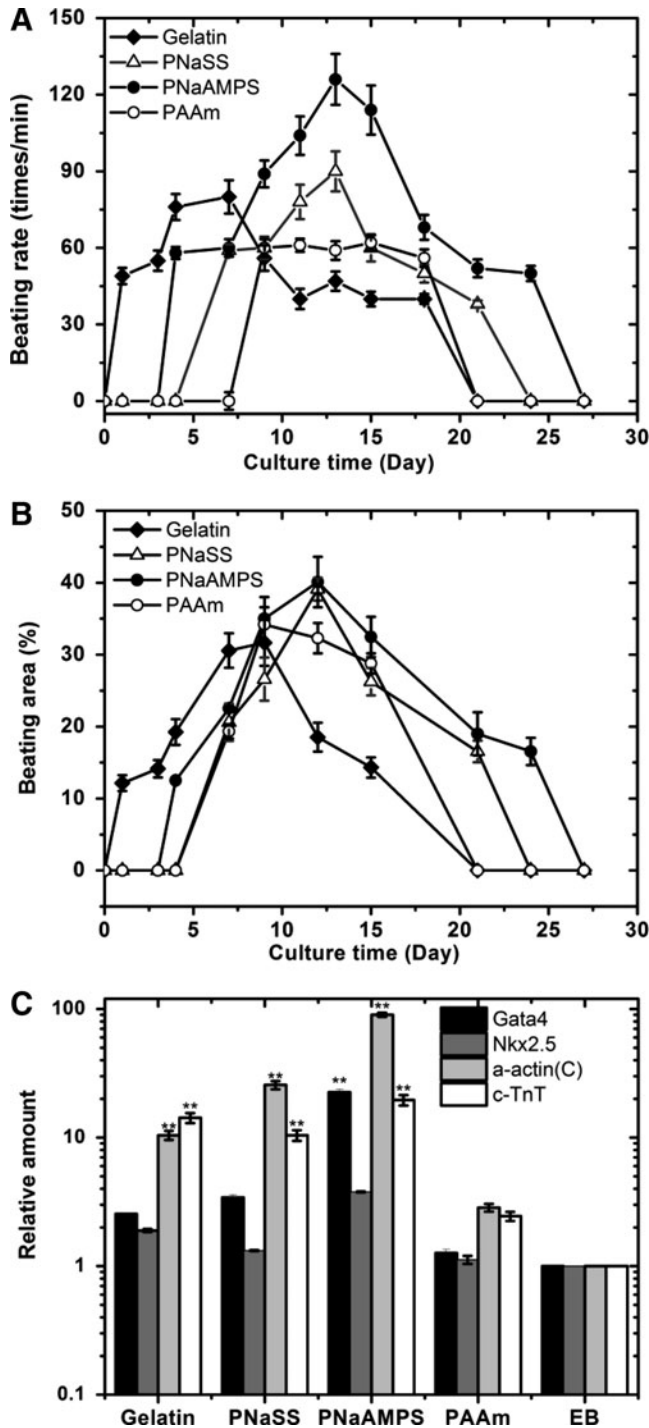 A
Gelatin
PNaSS
PNaAMPS
PAAm
Beating rate (times/min)
150
120
90
60
30
0
0 5 10 15 20 25 30
Culture time (Day)
B
Gelatin
PNaSS
PNaAMPS
PAAm
Beating area (%)
50
40
30
20
10
0
0 5 10 15 20 25 30
Culture time (Day)
C
Gata4
Nkx2.5
a-actin(C)
c-TnT
Relative amount
100
10
1
0.1
** ** ** ** ** ** **
Gelatin PNaSS PNaAMPS PAAm EB